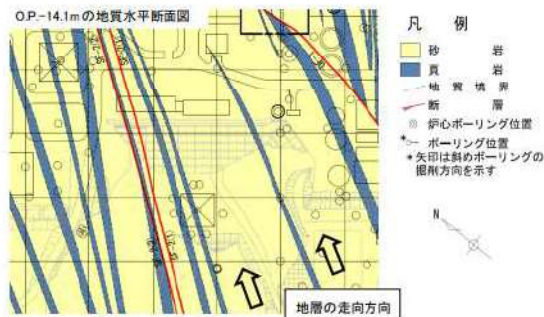 O.P.-14.1mの地質水平断面図
凡 例
砂 岩
頁 岩
地 質 境 界
断 層
炉心ボーリング位置
ボーリング位置
*矢印は斜めボーリングの
掘削方向を示す
N
地層の走向方向